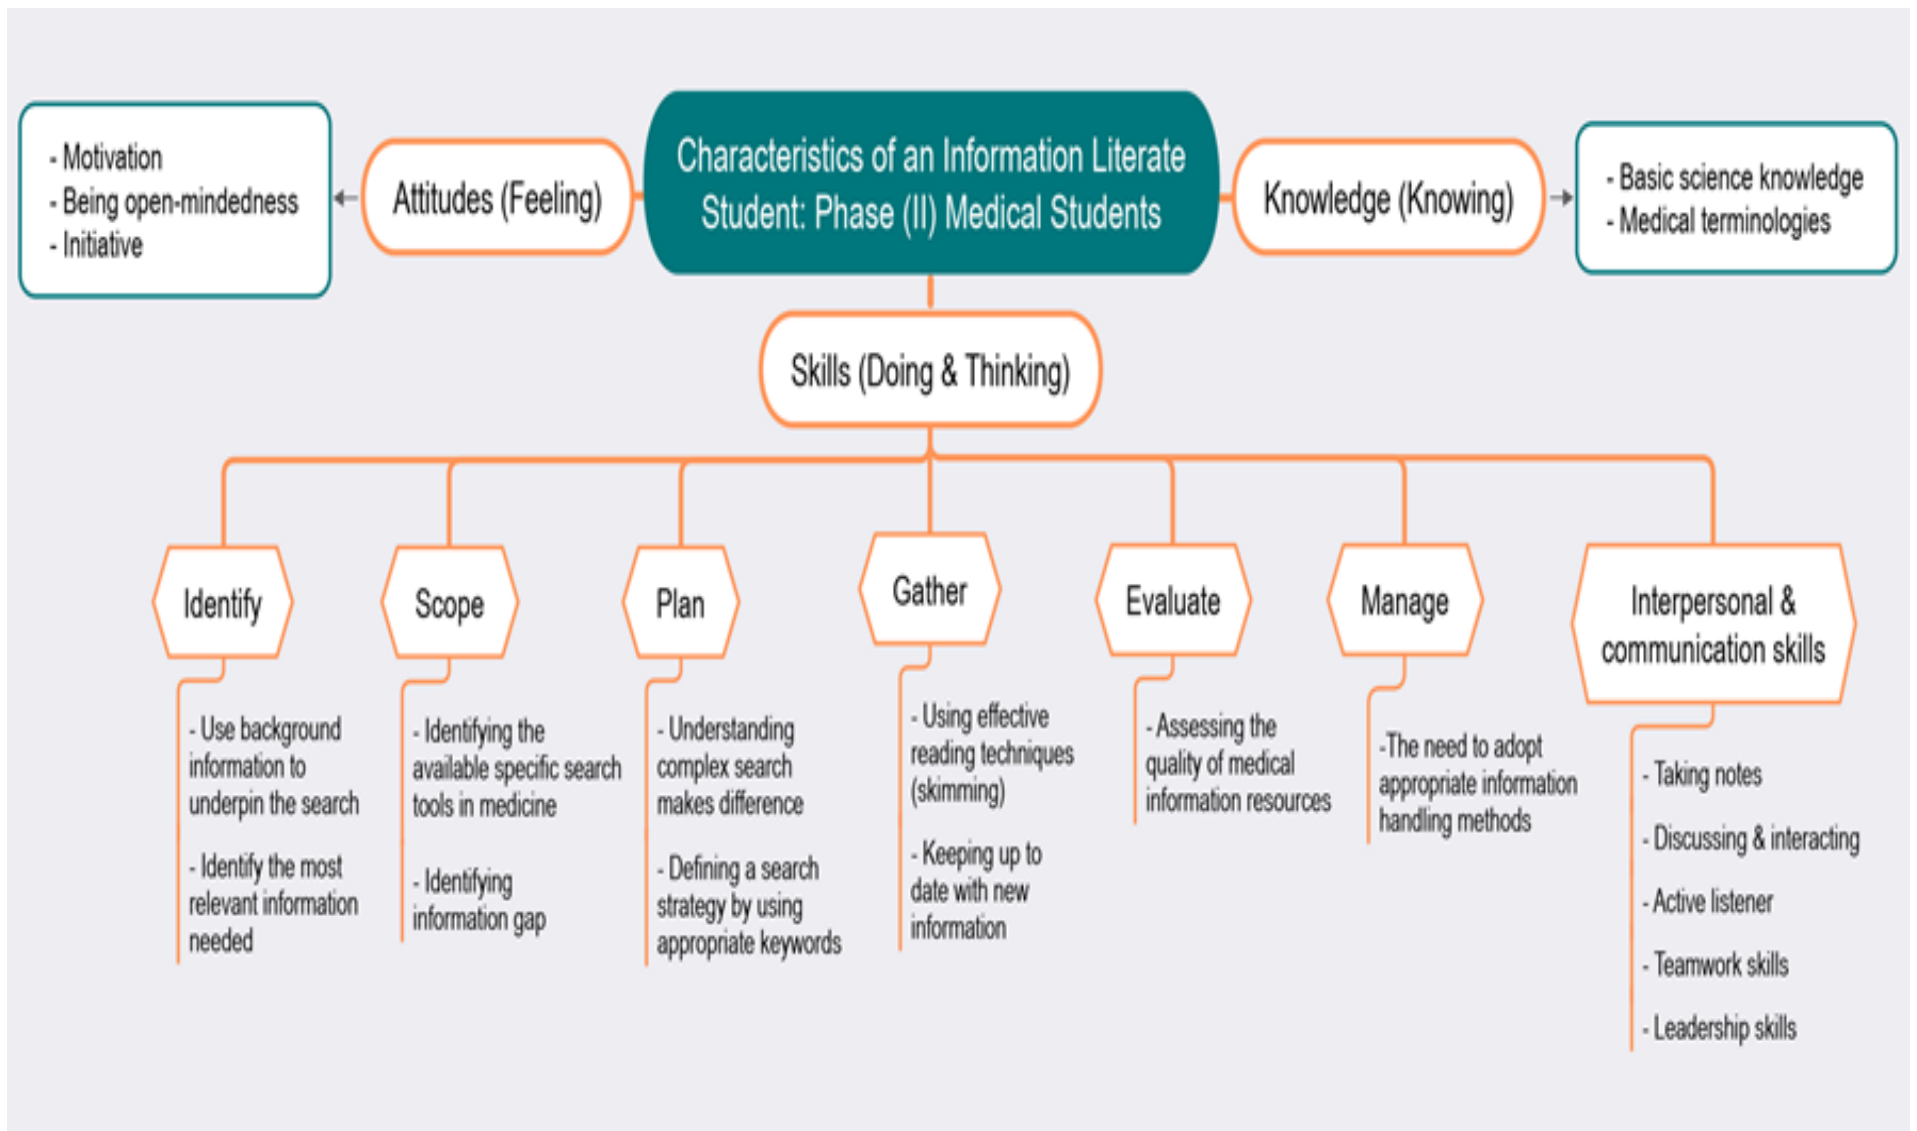 Characteristics of an Information Literate
Student: Phase (II) Medical Students
Attitudes (Feeling)
- Motivation
- Being open-mindedness
- Initiative
Knowledge (Knowing)
- Basic science knowledge
- Medical terminologies
Skills (Doing & Thinking)
Identify
- Use background
information to
underpin the search
- Identify the most
relevant information
needed
Scope
- Identifying the
available specific search
tools in medicine
- Identifying
information gap
Plan
- Understanding
complex search
makes difference
- Defining a search
strategy by using
appropriate keywords
Gather
- Using effective
reading techniques
(skimming)
- Keeping up to
date with new
information
Evaluate
- Assessing the
quality of medical
information resources
Manage
-The need to adopt
appropriate information
handling methods
Interpersonal &
communication skills
- Taking notes
- Discussing & interacting
- Active listener
- Teamwork skills
- Leadership skills